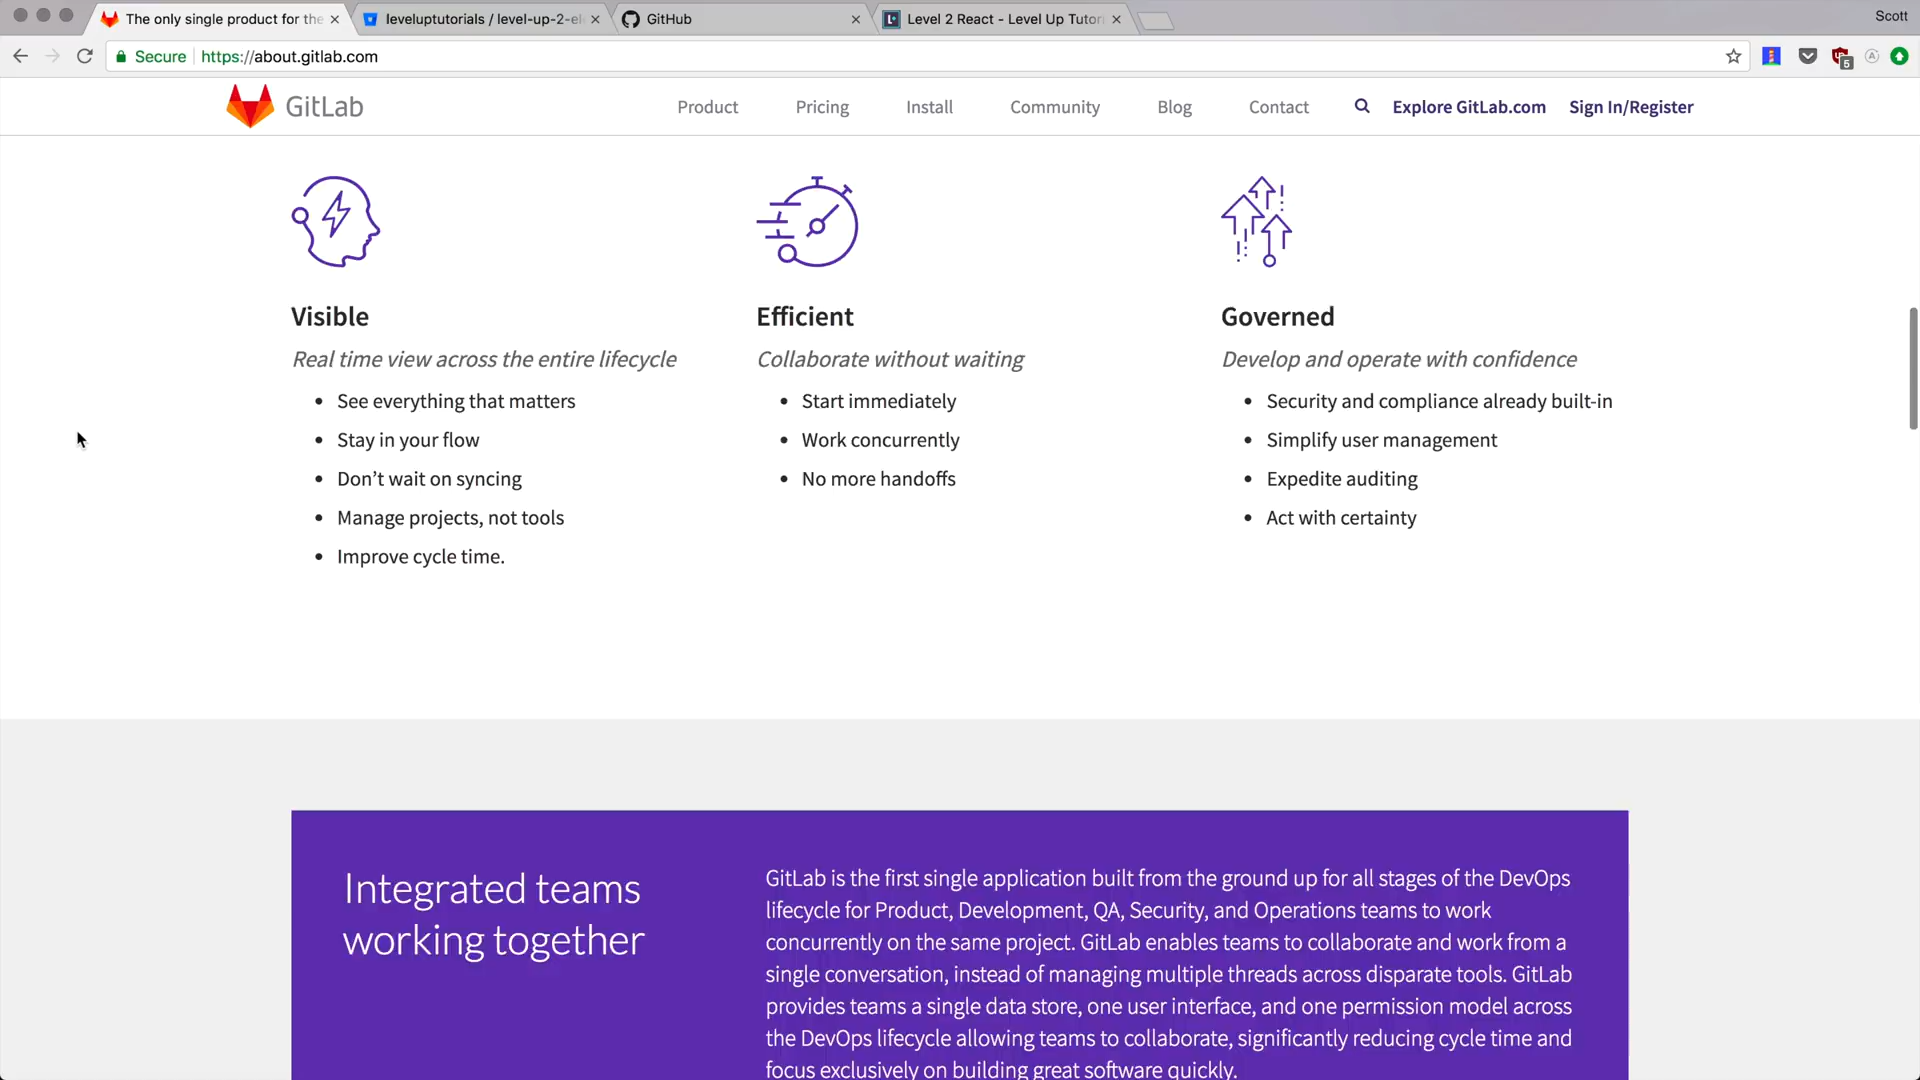 The only single product for the
leveluptutorials / level-up-2-el
GitHub
Level 2 React - Level Up Tutor
Scott
Secure
https://about.gitlab.com
5
GitLab
Product
Pricing
Install
Community
Blog
Contact
Explore GitLab.com
Sign In/Register
Visible
Real time view across the entire lifecycle
• See everything that matters
• Stay in your flow
• Don’t wait on syncing
• Manage projects, not tools
• Improve cycle time.
Efficient
Collaborate without waiting
• Start immediately
• Work concurrently
• No more handoffs
Governed
Develop and operate with confidence
• Security and compliance already built-in
• Simplify user management
• Expedite auditing
• Act with certainty
Integrated teams
working together
GitLab is the first single application built from the ground up for all stages of the DevOps
lifecycle for Product, Development, QA, Security, and Operations teams to work
concurrently on the same project. GitLab enables teams to collaborate and work from a
single conversation, instead of managing multiple threads across disparate tools. GitLab
provides teams a single data store, one user interface, and one permission model across
the DevOps lifecycle allowing teams to collaborate, significantly reducing cycle time and
focus exclusively on building great software quickly.